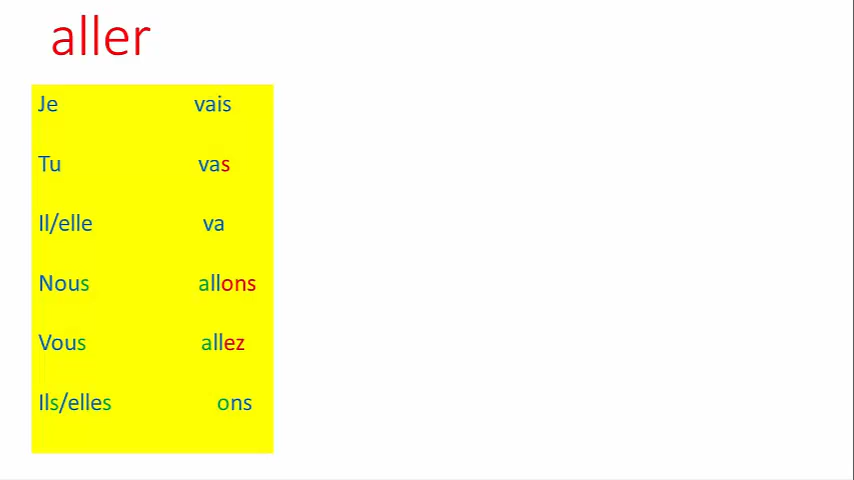 aller
Je vais
Tu vas
Il/elle va
Nous allons
Vous allez
Ils/elles ons